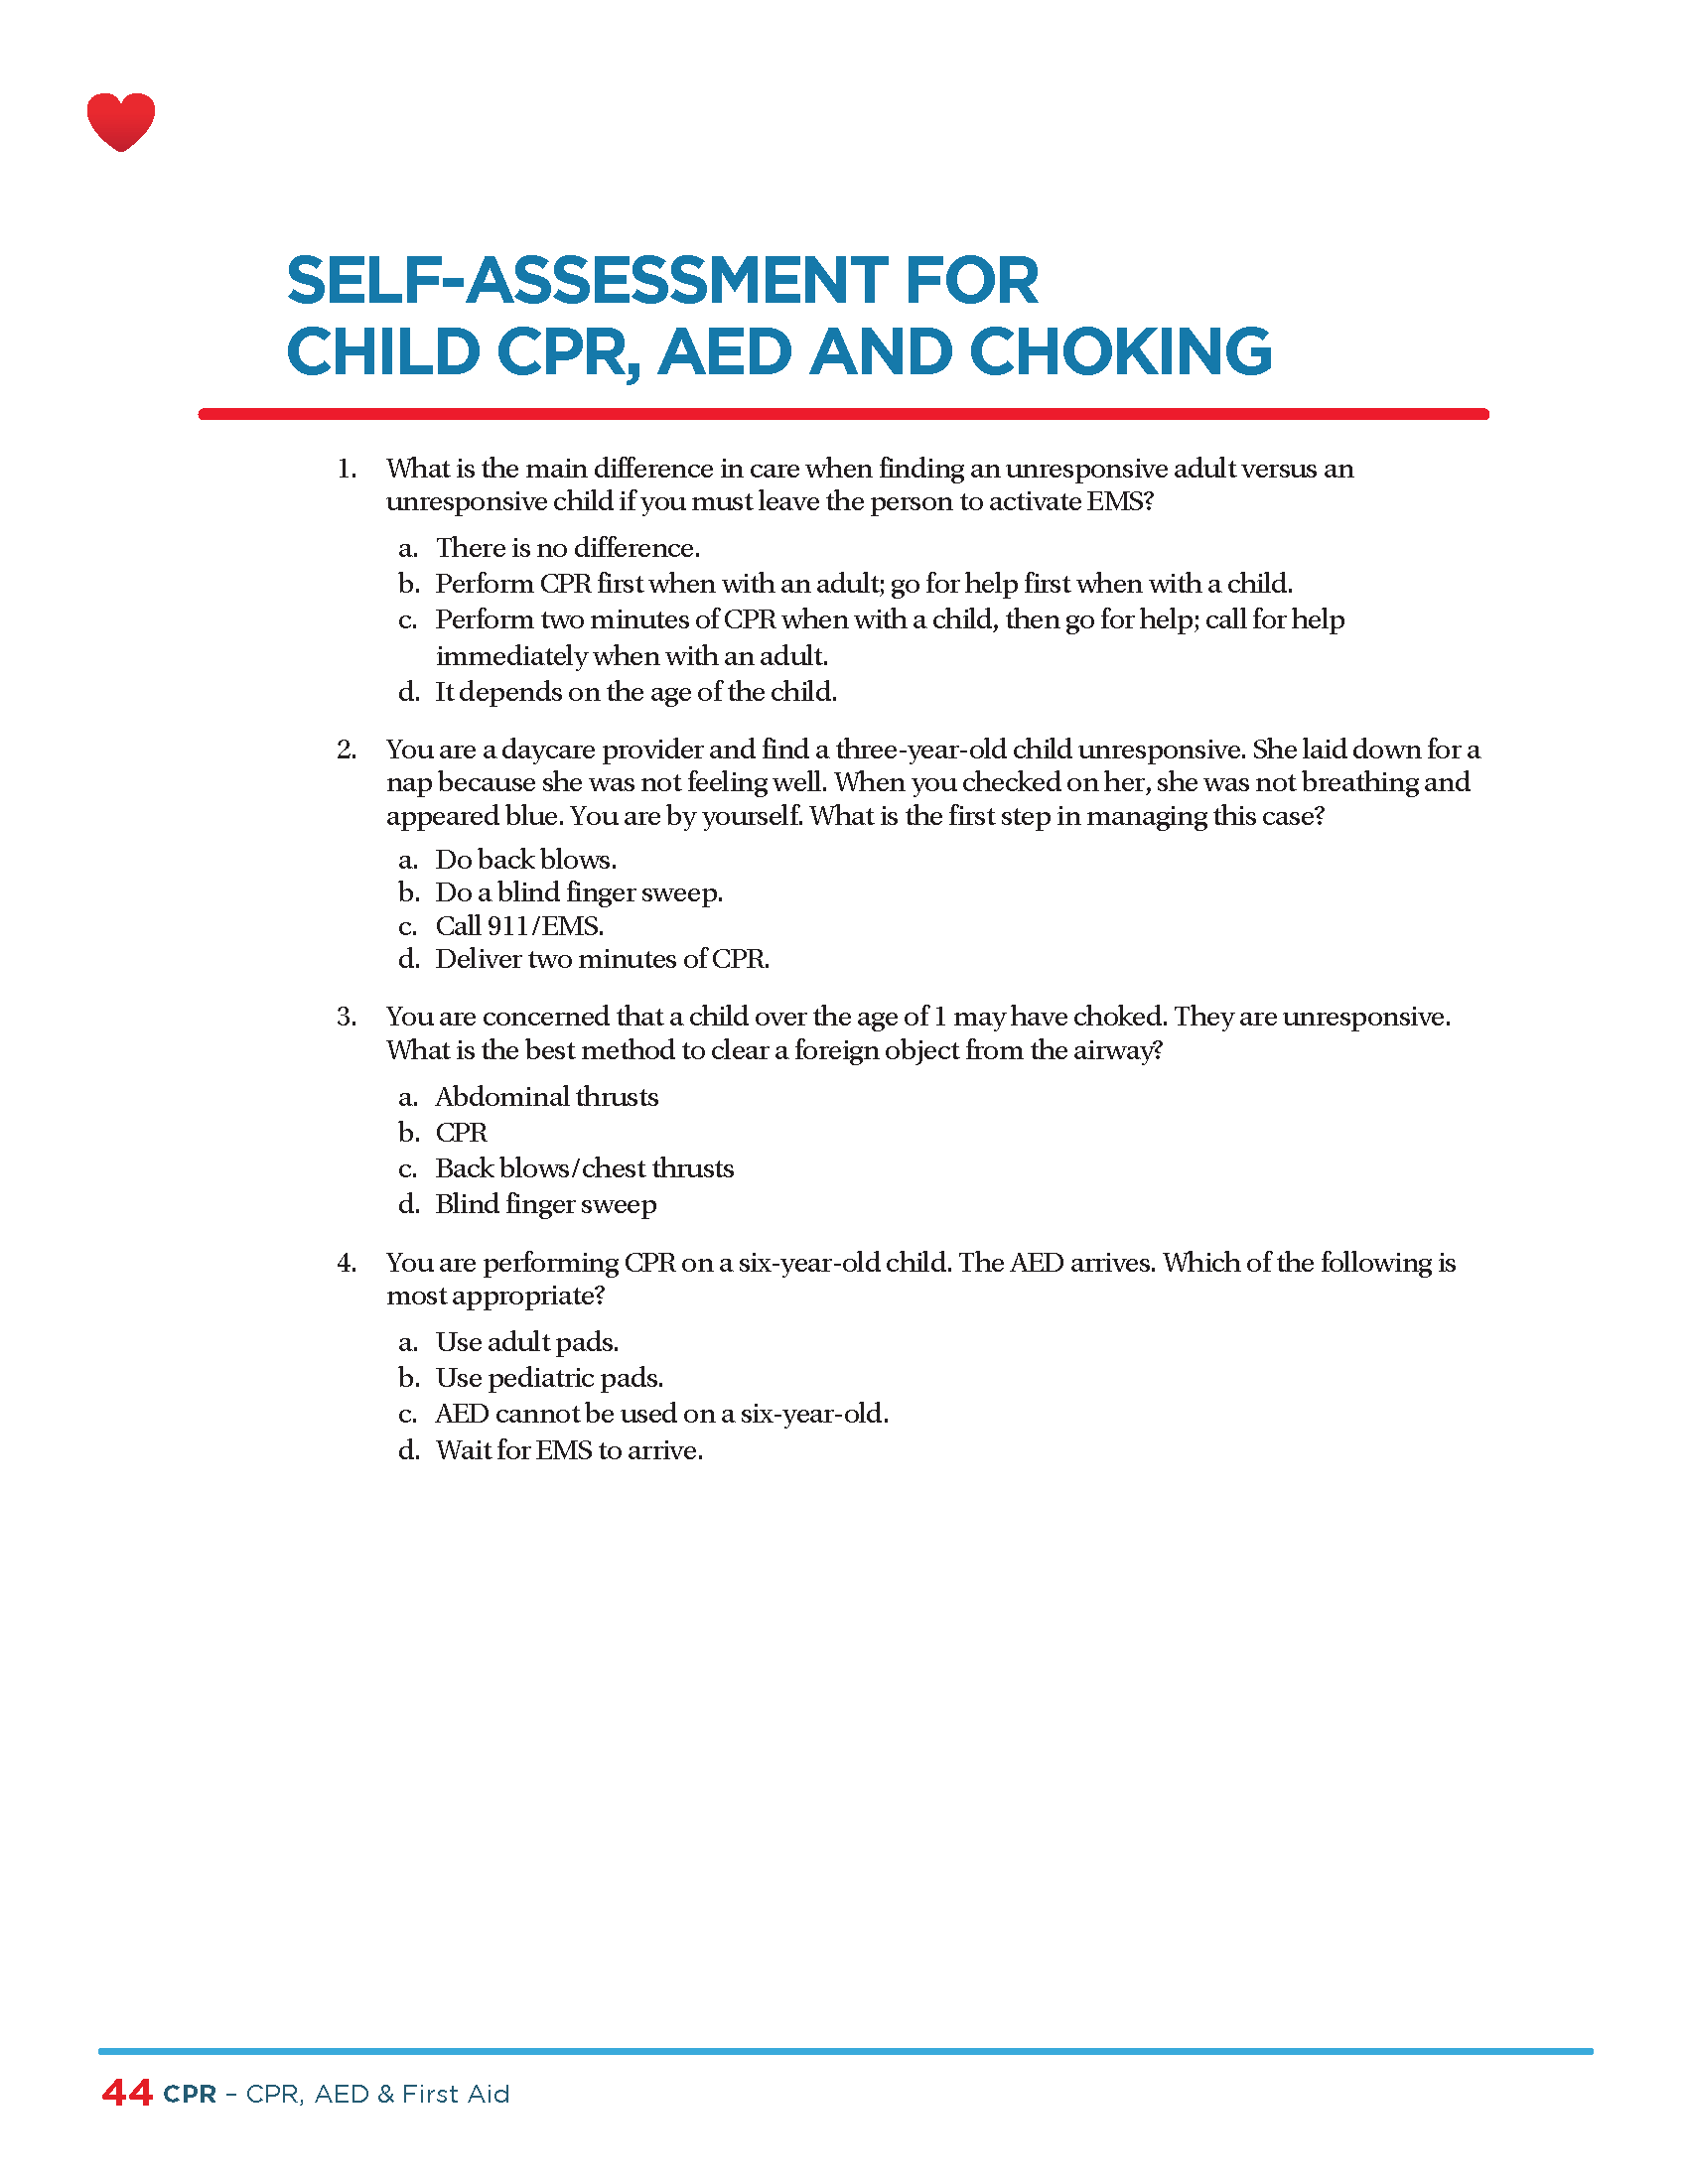 SELF-ASSESSMENT FOR
CHILD CPR, AED AND CHOKING
1. What is the main difference in care when finding an unresponsive adult versus an
unresponsive child if you must leave the person to activate EMS?
a. There is no difference.
b. Perform CPR first when with an adult; go for help first when with a child.
c. Perform two minutes of CPR when with a child, then go for help; call for help
immediately when with an adult.
d. It depends on the age of the child.
2. You are a daycare provider and find a three-year-old child unresponsive. She laid down for a
nap because she was not feeling well. When you checked on her, she was not breathing and
appeared blue. You are by yourself. What is the first step in managing this case?
a. Do back blows.
b. Do a blind finger sweep.
c. Call 911/EMS.
d. Deliver two minutes of CPR.
3. You are concerned that a child over the age of 1 may have choked. They are unresponsive.
What is the best method to clear a foreign object from the airway?
a. Abdominal thrusts
b. CPR
c. Back blows/chest thrusts
d. Blind finger sweep
4. You are performing CPR on a six-year-old child. The AED arrives. Which of the following is
most appropriate?
a. Use adult pads.
b. Use pediatric pads.
c. AED cannot be used on a six-year-old.
d. Wait for EMS to arrive.
44 CPR – CPR, AED & First Aid